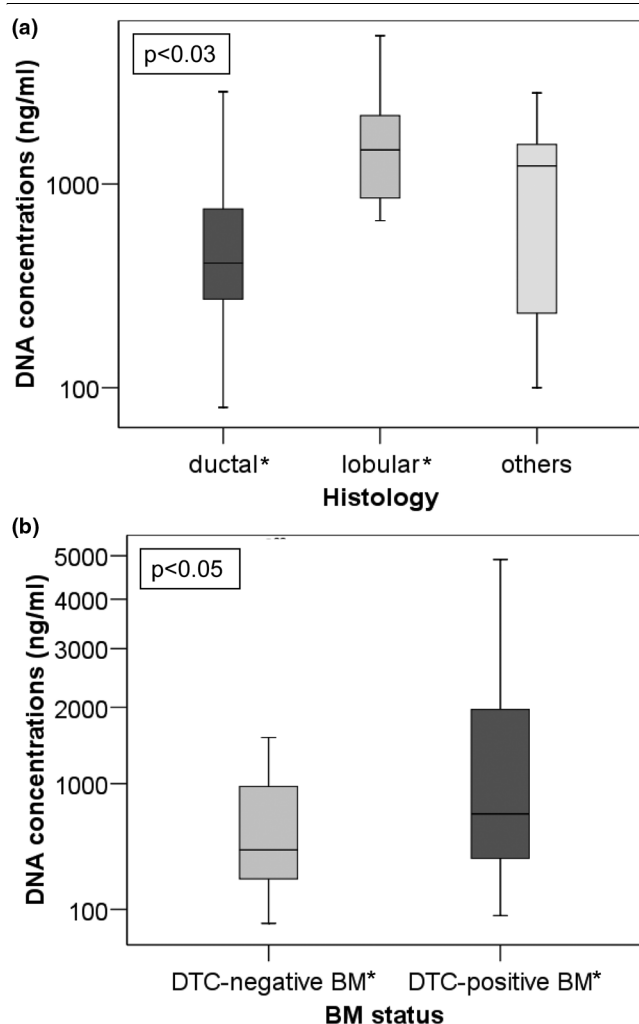 (a)
p<0.03
DNA concentrations (ng/ml)
1000
100
ductal* lobular* others
Histology
(b)
p<0.05
DNA concentrations (ng/ml)
5000
4000
3000
2000
1000
100
DTC-negative BM* DTC-positive BM*
BM status